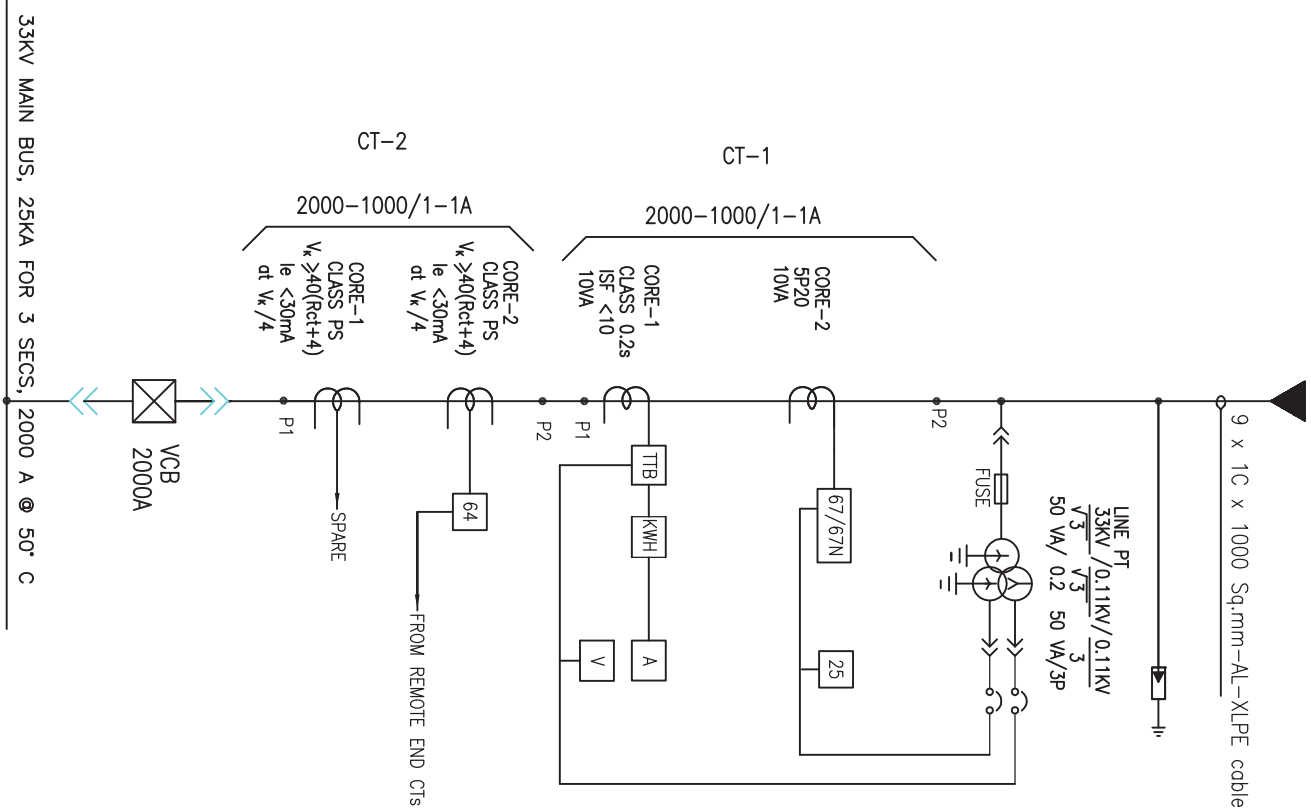 33KV MAIN BUS, 25KA FOR 3 SECS, 2000 A @ 50° C
VCB
2000A
CT-2
2000-1000/1-1A
CORE-1
CLASS PS
VK >40(Rct+4)
Ie <30mA
at VK/4
CORE-2
CLASS PS
VK >40(Rct+4)
Ie <30mA
at VK/4
P1
P2
SPARE
64
FROM REMOTE END CTs
CT-1
2000-1000/1-1A
CORE-1
CLASS 0.2s
ISF <10
10VA
CORE-2
5P20
10VA
P1
P2
TTB
KWH
A
V
67/67N
25
FUSE
LINE PT
33KV/0.11KV/0.11KV
√3 √3 3
50 VA/ 0.2 50 VA/3P
9 x 1C x 1000 Sq.mm-AL-XLPE cable